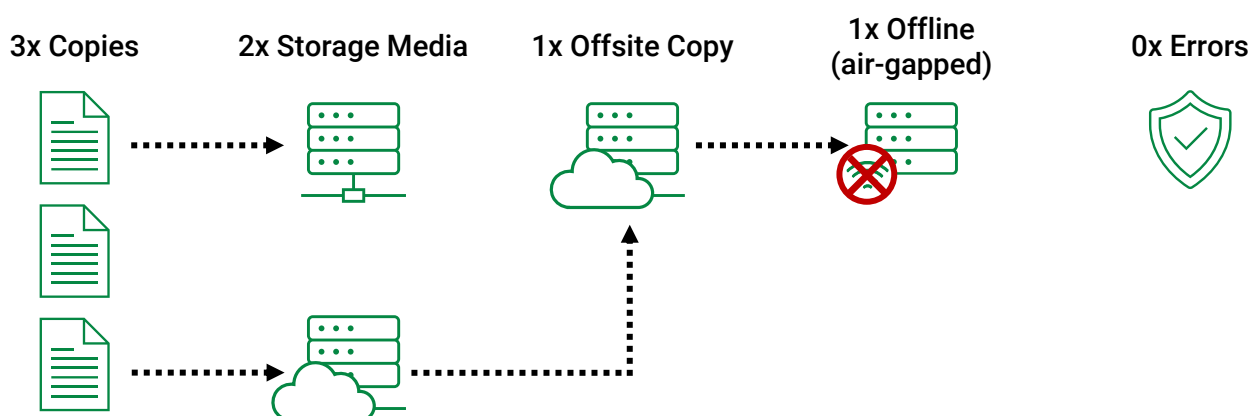 3x Copies
2x Storage Media
1x Offsite Copy
1x Offline
(air-gapped)
0x Errors